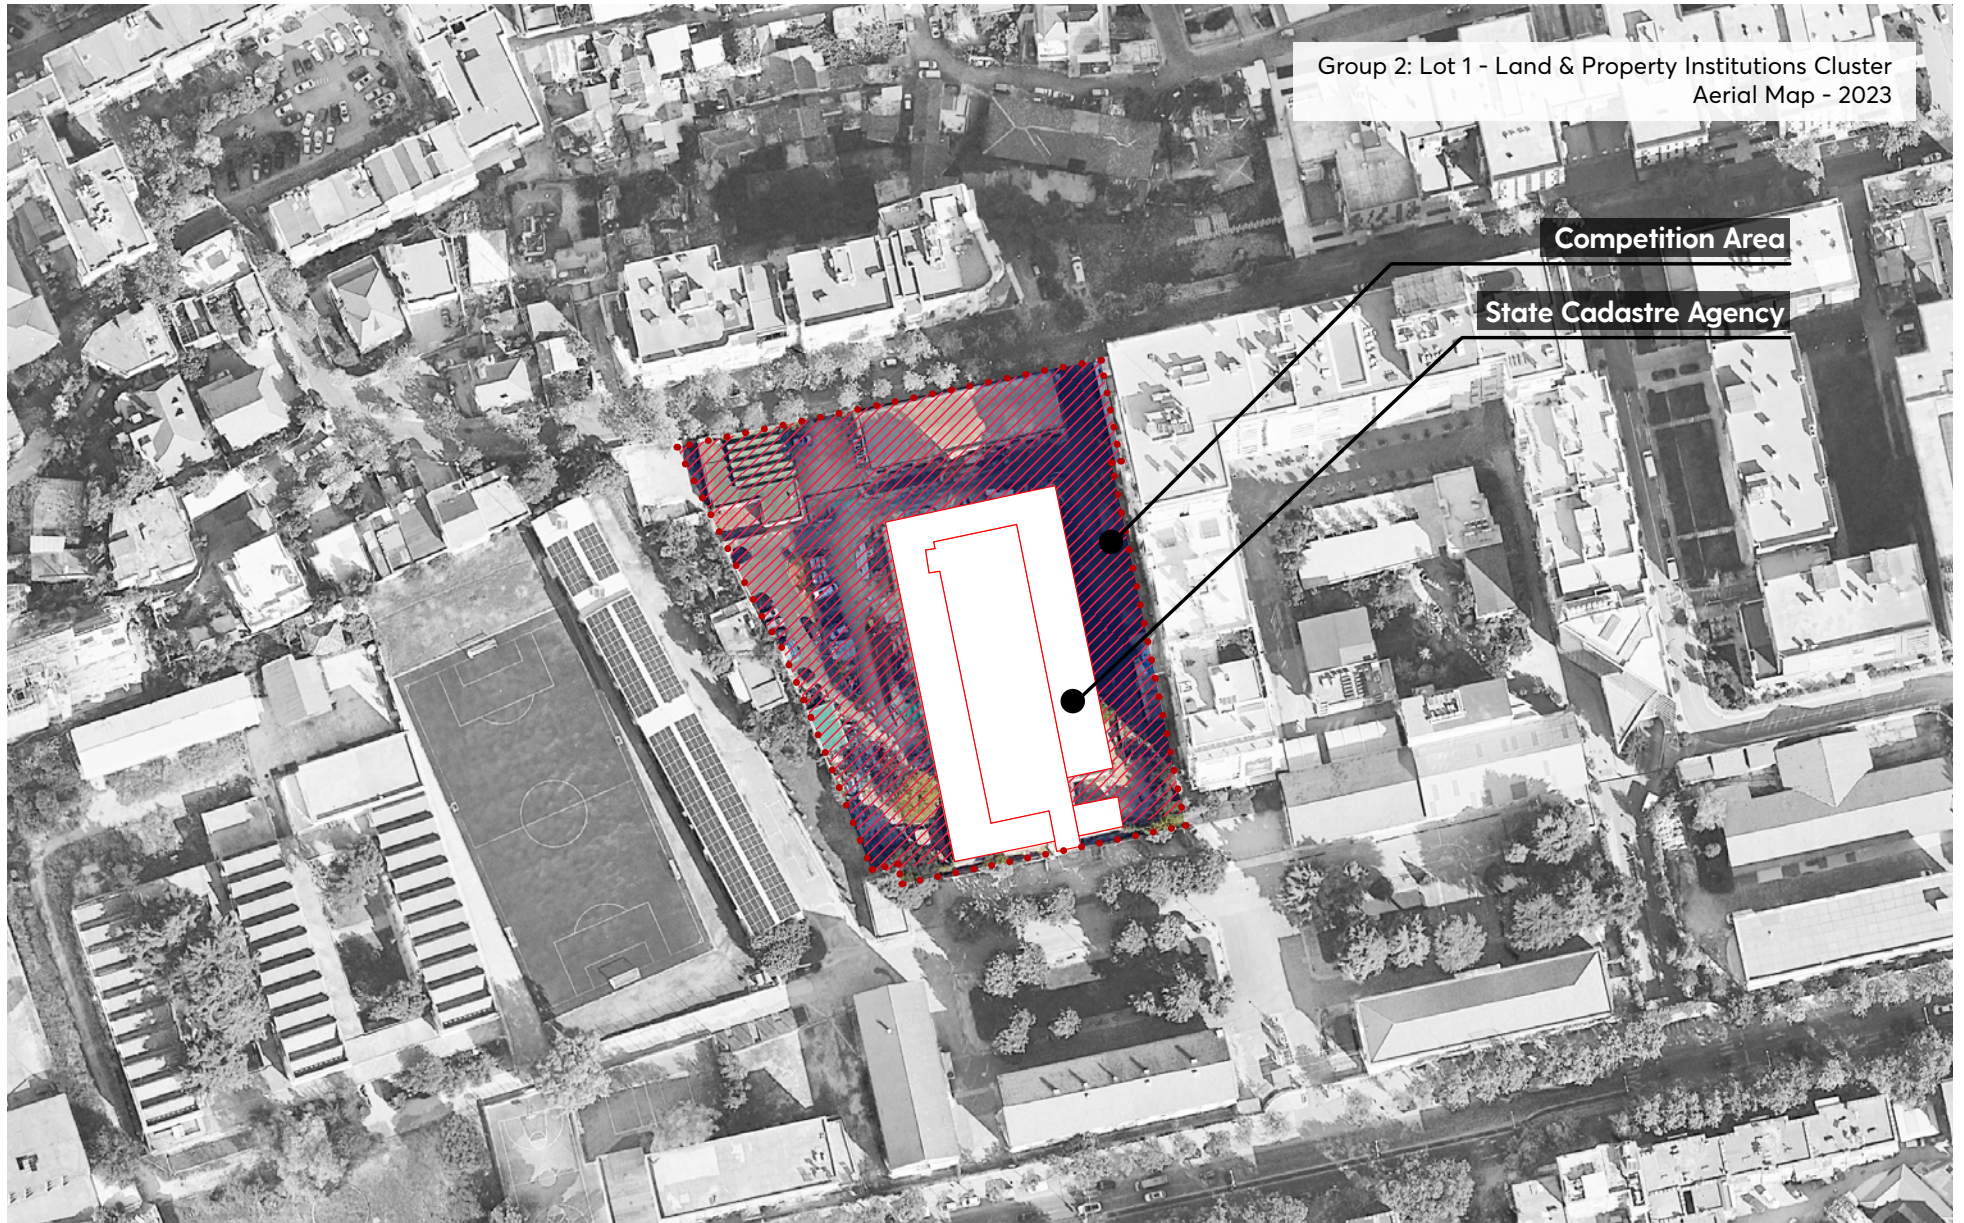 Group 2: Lot 1 - Land & Property Institutions Cluster
Aerial Map - 2023
Competition Area
State Cadastre Agency